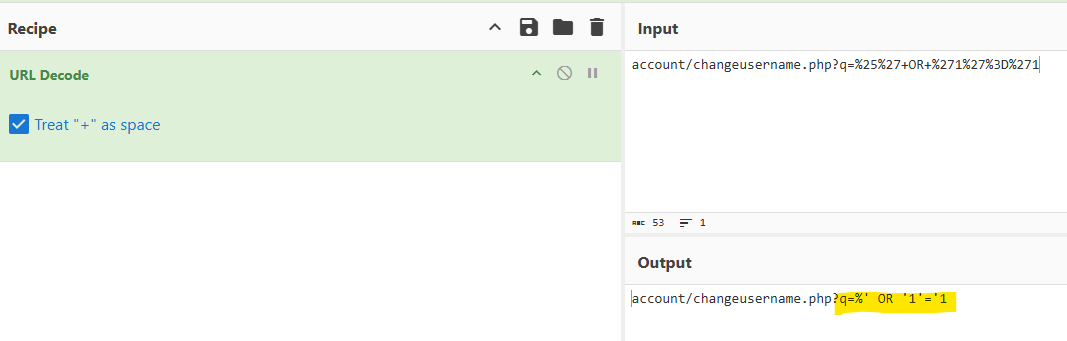 Recipe
URL Decode
Treat "+" as space
Input
account/changeusername.php?q=%25%27+OR+%271%27%3D%271
ABC 53 1
Output
account/changeusername.php?q=%' OR '1'='1